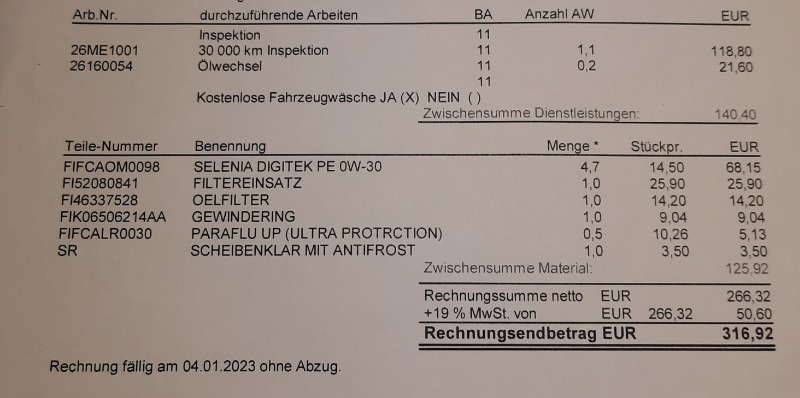 Arb.Nr. durchzuführende Arbeiten BA Anzahl AW EUR
Inspektion 11
26ME1001 30 000 km Inspektion 11 1,1 118,80
26160054 Ölwechsel 11 0,2 21,60
11
Kostenlose Fahrzeugwäsche JA (X) NEIN ( )
Zwischensumme Dienstleistungen: 140.40
Teile-Nummer Benennung Menge * Stückpr. EUR
FIFCAOM0098 SELENIA DIGITEK PE 0W-30 4,7 14,50 68,15
FI52080841 FILTEREINSATZ 1,0 25,90 25,90
FI46337528 OELFILTER 1,0 14,20 14,20
FIK06506214AA GEWINDERING 1,0 9,04 9,04
FIFCALR0030 PARAFLU UP (ULTRA PROTRCTION) 0,5 10,26 5,13
SR SCHEIBENKLAR MIT ANTIFROST 1,0 3,50 3,50
Zwischensumme Material: 125,92
Rechnungssumme netto EUR 266,32
+19 % MwSt. von EUR 266,32 50,60
Rechnungsendbetrag EUR 316,92
Rechnung fällig am 04.01.2023 ohne Abzug.